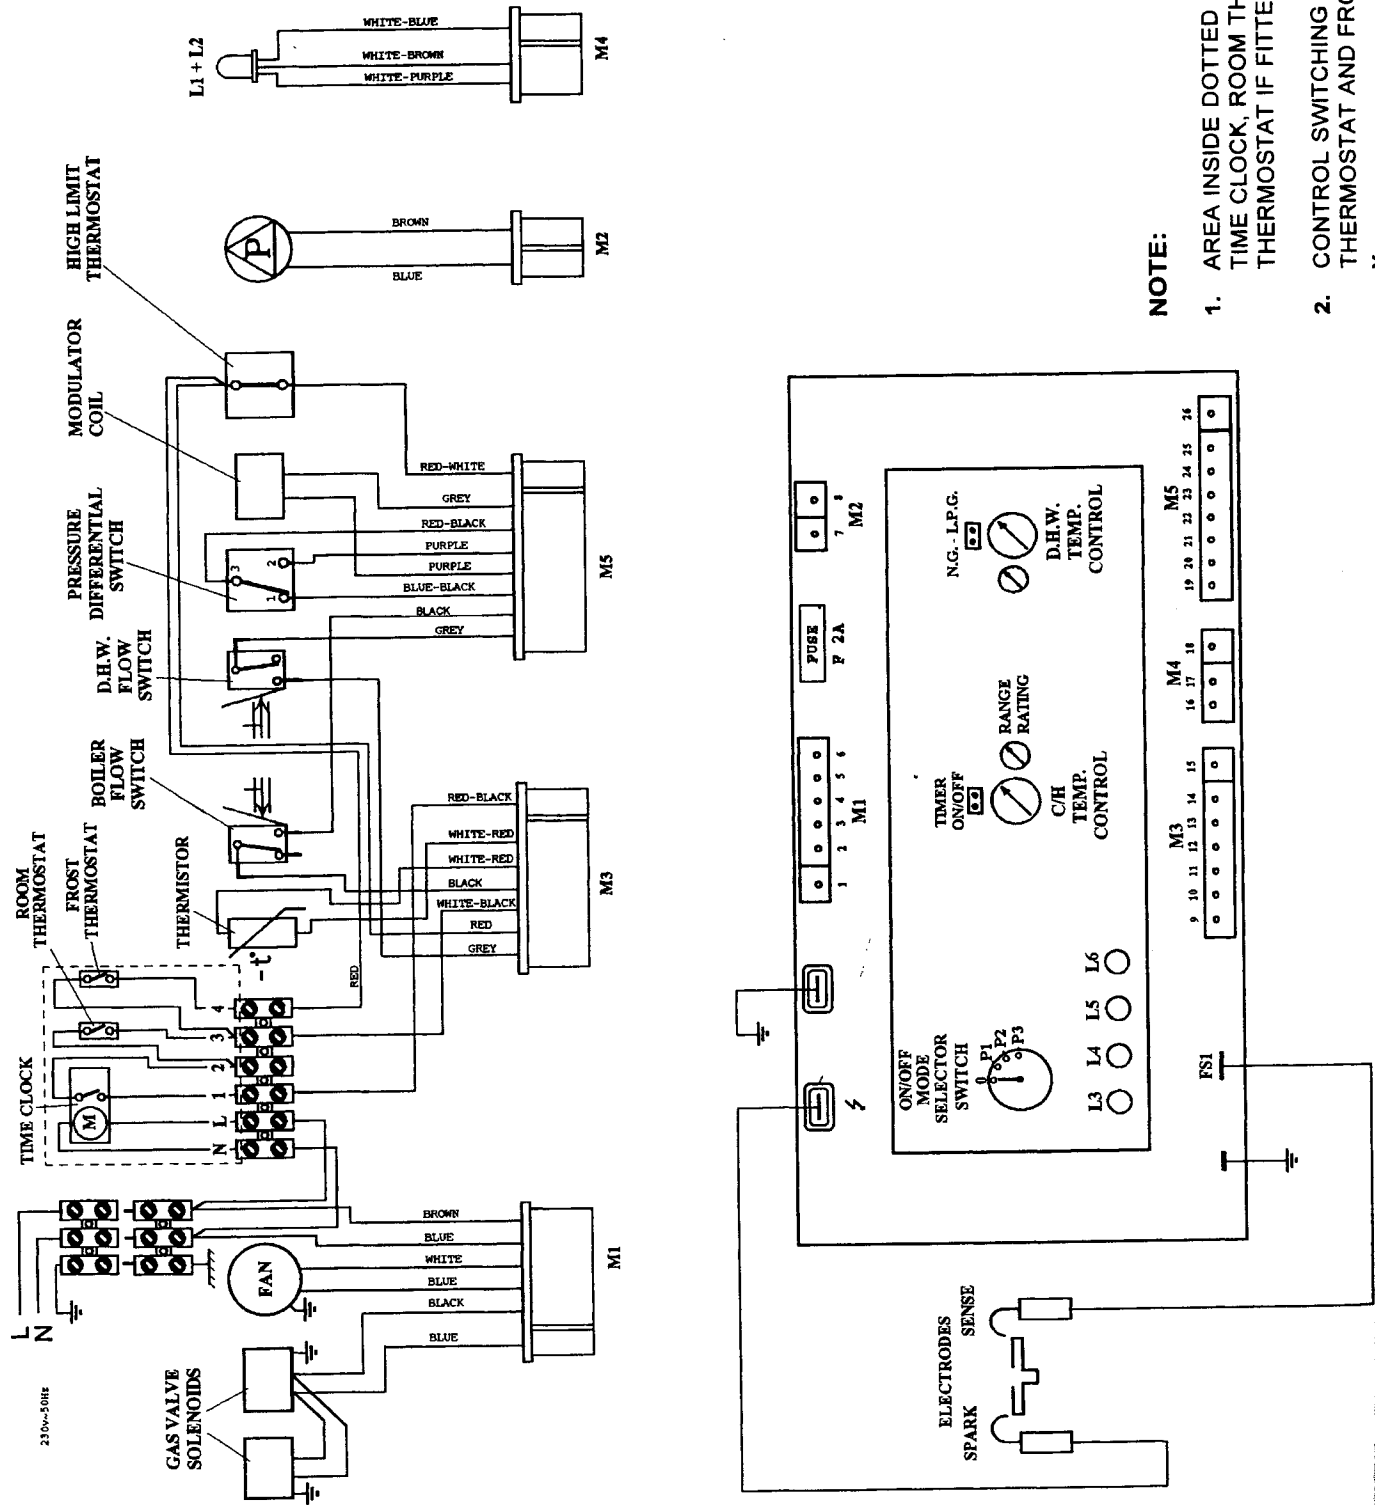 230v~50Hz
L
N
GAS VALVE
SOLENOIDS
FAN
BLUE
BLACK
BLUE
WHITE
BLUE
BROWN
M1
TIME CLOCK
ROOM
THERMOSTAT
FROST
THERMOSTAT
M
N
L
1
2
3
4
RED
THERMISTOR
-t°
BOILER
FLOW
SWITCH
GREY
RED
WHITE-BLACK
BLACK
WHITE-RED
WHITE-RED
RED-BLACK
M3
D.H.W.
FLOW
SWITCH
PRESSURE
DIFFERENTIAL
SWITCH
1
2
3
MODULATOR
COIL
HIGH LIMIT
THERMOSTAT
GREY
BLACK
BLUE-BLACK
PURPLE
PURPLE
RED-BLACK
GREY
RED-WHITE
M5
P
BLUE
BROWN
M2
L1 + L2
WHITE-PURPLE
WHITE-BROWN
WHITE-BLUE
M4
ELECTRODES
SPARK
SENSE
1 2 3 4 5 6
M1
FUSE
F 2A
7 8
M2
ON/OFF
MODE
SELECTOR
SWITCH
0
P1
P2
P3
L3
L4
L5
L6
TIMER
ON/OFF
C/H
TEMP.
CONTROL
RANGE
RATING
N.G. - L.P.G.
D.H.W.
TEMP.
CONTROL
FS1
M3
9 10 11 12 13 14 15
M4
16 17 18
M5
19 20 21 22 23 24 25 26
NOTE:
1. AREA INSIDE DOTTED
TIME CLOCK, ROOM TH
THERMOSTAT IF FITTE
2. CONTROL SWITCHING
THERMOSTAT AND FRO